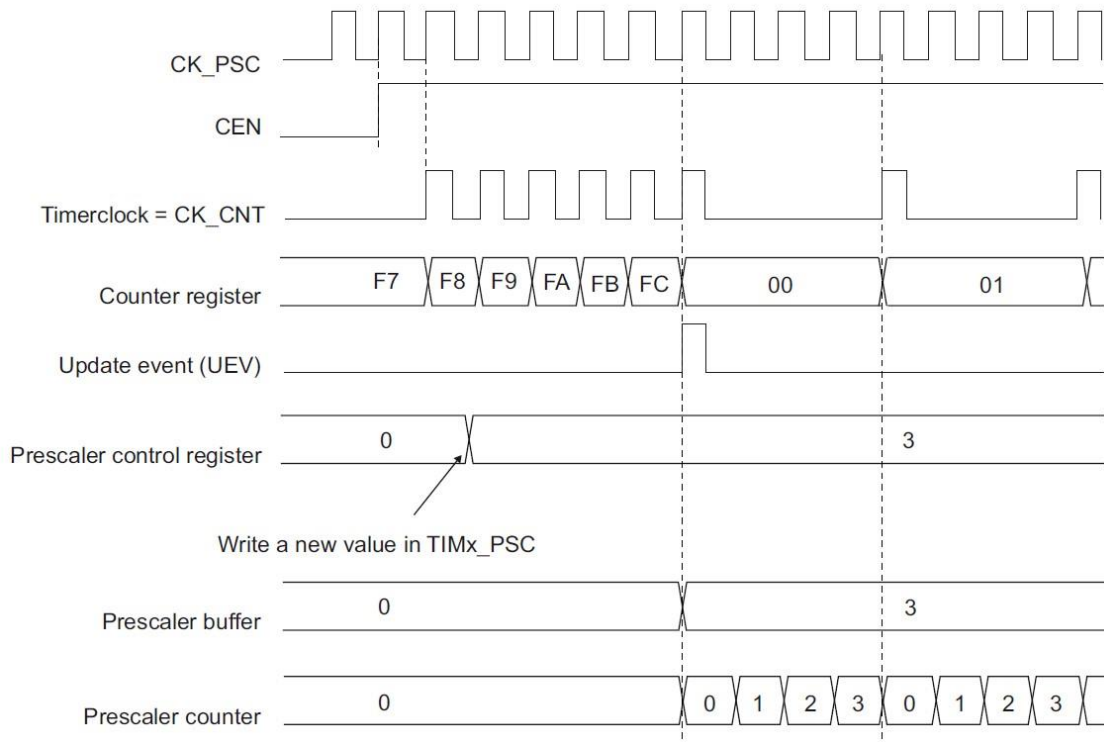 CK_PSC
CEN
Timerclock = CK_CNT
Counter register F7 F8 F9 FA FB FC 00 01
Update event (UEV)
Prescaler control register 0 3
Write a new value in TIMx_PSC
Prescaler buffer 0 3
Prescaler counter 0 0 1 2 3 0 1 2 3